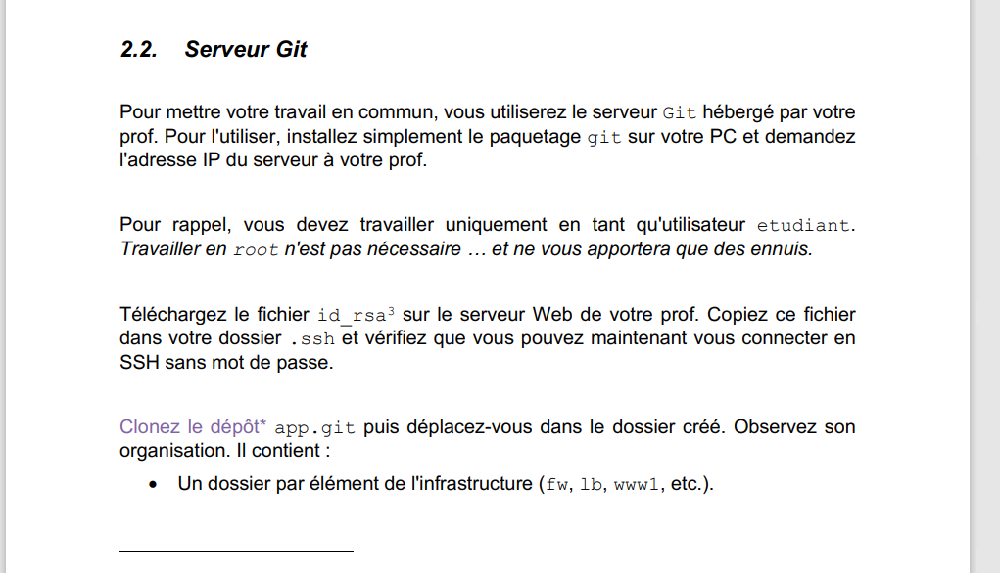 2.2. Serveur Git
Pour mettre votre travail en commun, vous utiliserez le serveur Git hébergé par votre
prof. Pour l'utiliser, installez simplement le paquetage git sur votre PC et demandez
l'adresse IP du serveur à votre prof.
Pour rappel, vous devez travailler uniquement en tant qu'utilisateur etudiant.
Travailler en root n'est pas nécessaire … et ne vous apportera que des ennuis.
Téléchargez le fichier id_rsa³ sur le serveur Web de votre prof. Copiez ce fichier
dans votre dossier .ssh et vérifiez que vous pouvez maintenant vous connecter en
SSH sans mot de passe.
Clonez le dépôt* app.git puis déplacez-vous dans le dossier créé. Observez son
organisation. Il contient :
• Un dossier par élément de l'infrastructure (fw, lb, www1, etc.).